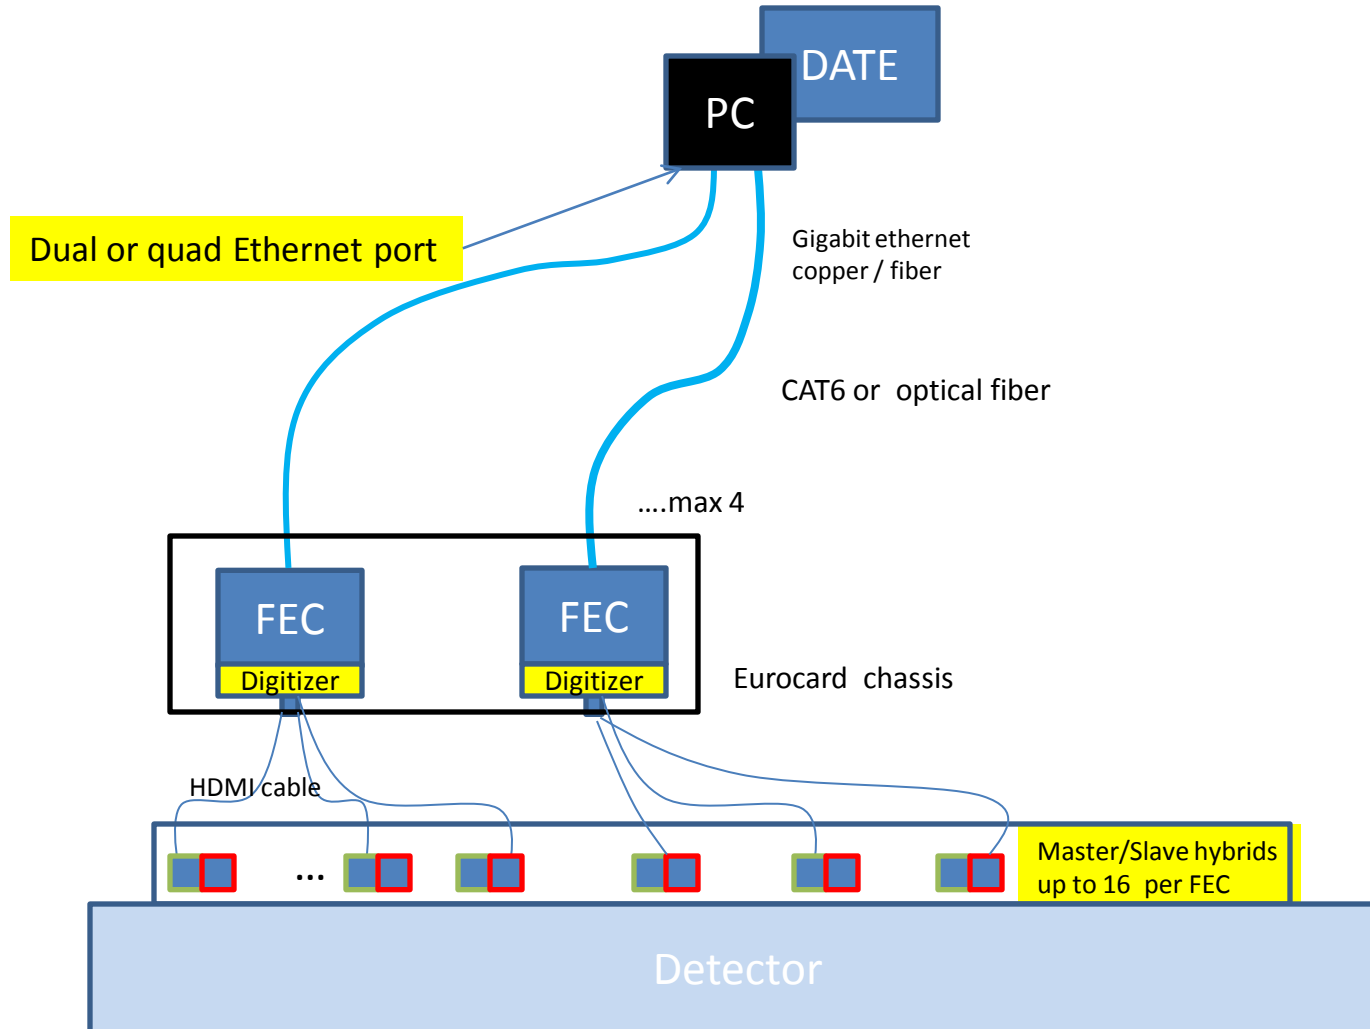 DATE
PC
Dual or quad Ethernet port
Gigabit ethernet
copper / fiber
CAT6 or optical fiber
....max 4
FEC
FEC
Digitizer
Digitizer
Eurocard chassis
HDMI cable
...
Master/Slave hybrids
up to 16 per FEC
Detector